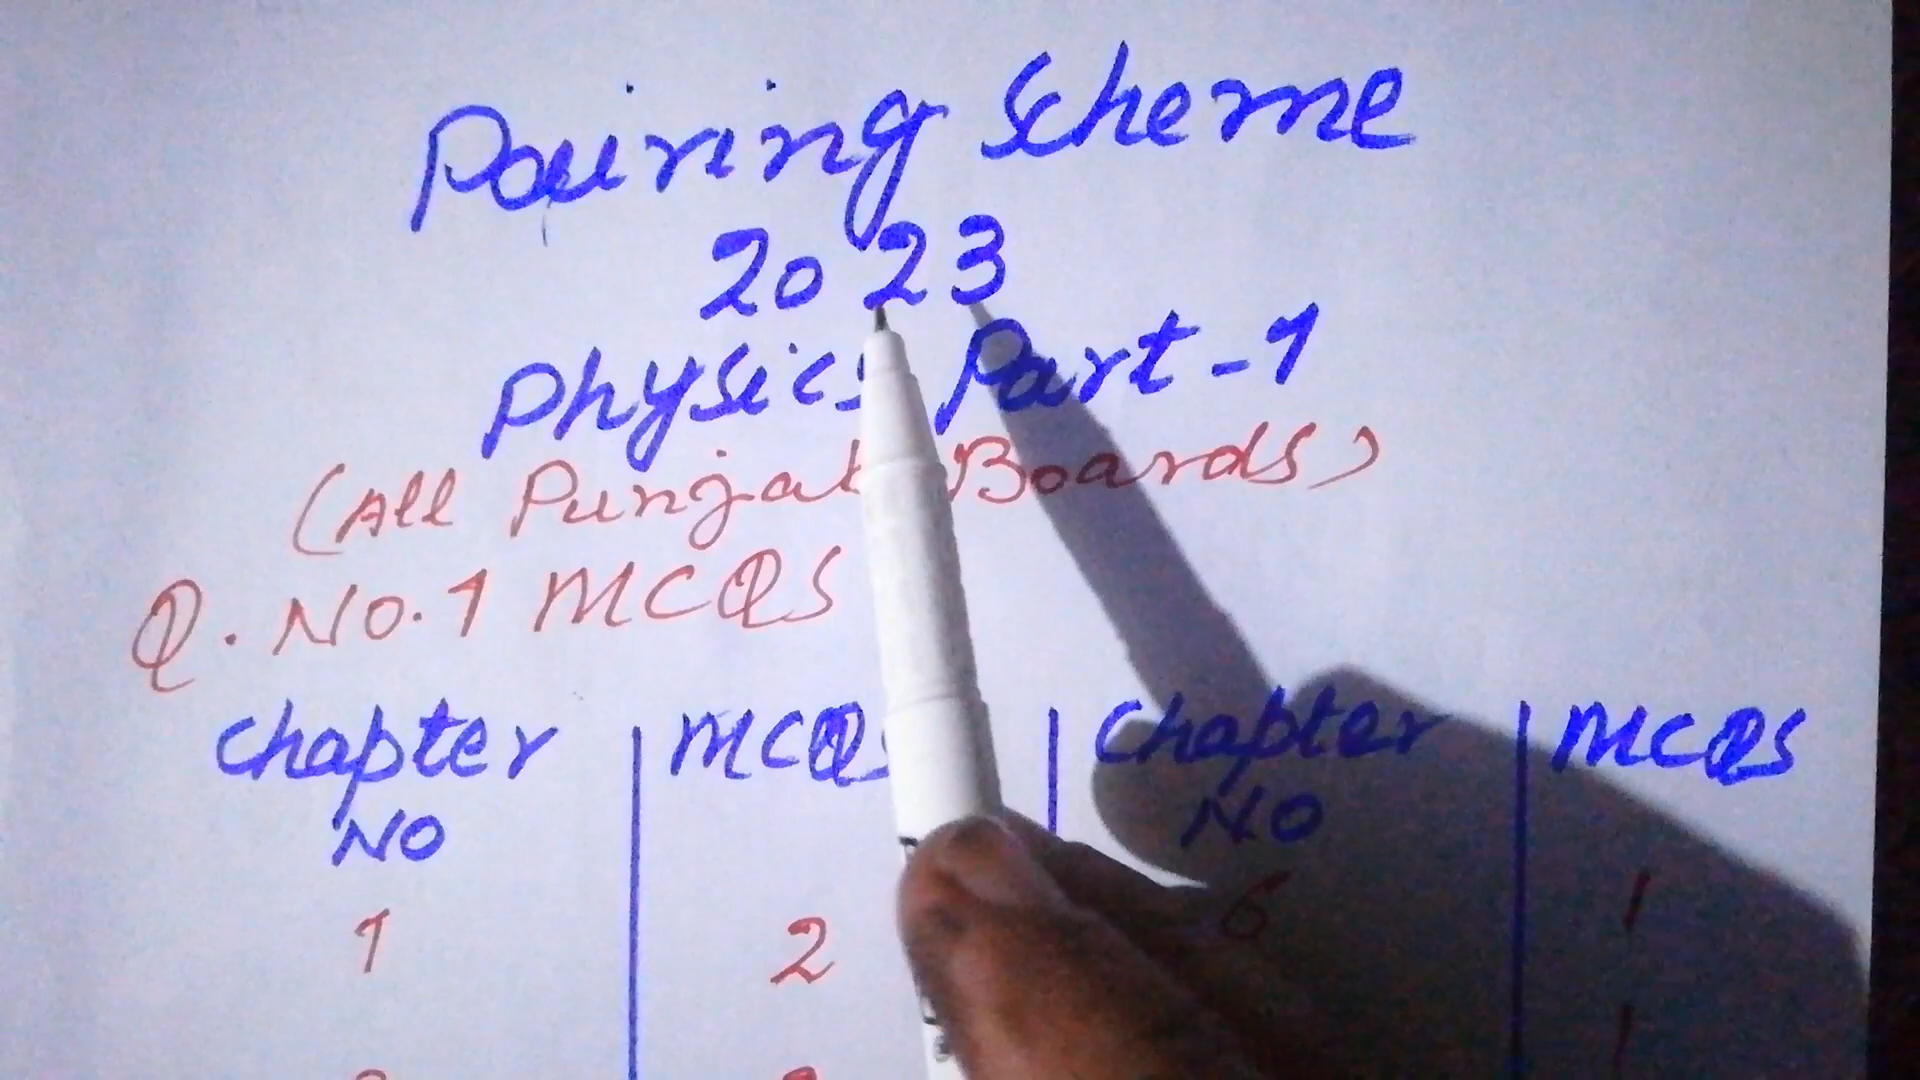 Pairing Scheme
2023
Physics Part-1
(All Punjab Boards)
Q. No. 1 MCQS
Chapter No | MCQS | Chapter No | MCQS
1 2 6 1
1